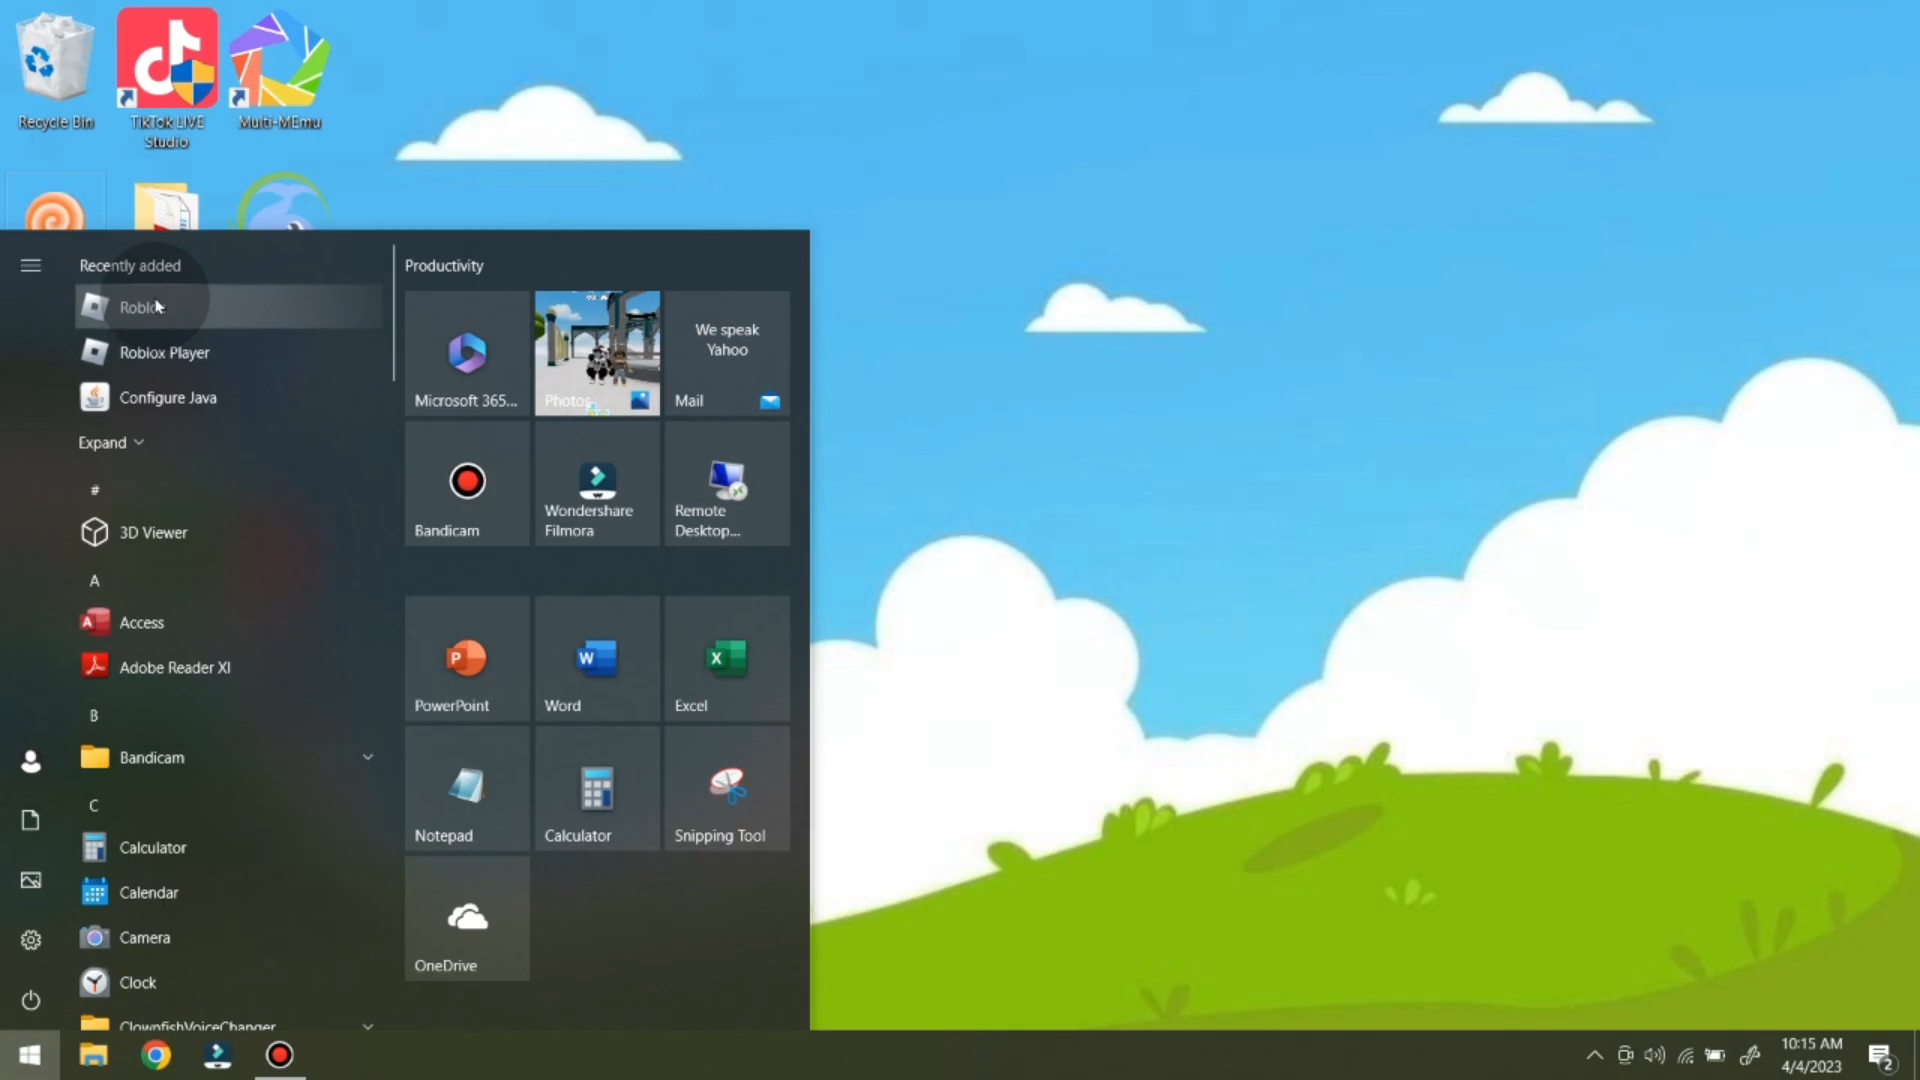 Recycle Bin
TikTok LIVE
Studio
Multi-MEmu
Recently added
Roblox
Roblox Player
Configure Java
Expand
#
3D Viewer
A
Access
Adobe Reader XI
B
Bandicam
C
Calculator
Calendar
Camera
Clock
ClownfishVoiceChanger
Productivity
Microsoft 365...
Photos
We speak
Yahoo
Mail
Bandicam
Wondershare
Filmora
Remote
Desktop...
PowerPoint
Word
Excel
Notepad
Calculator
Snipping Tool
OneDrive
10:15 AM
4/4/2023
2